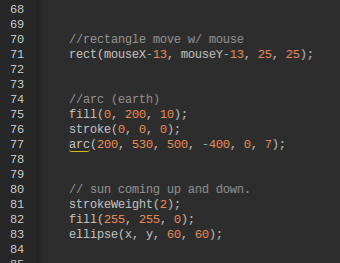 68
69
70 //rectangle move w/ mouse
71 rect(mouseX-13, mouseY-13, 25, 25);
72
73
74 //arc (earth)
75 fill(0, 200, 10);
76 stroke(0, 0, 0);
77 arc(200, 530, 500, -400, 0, 7);
78
79
80 // sun coming up and down.
81 strokeWeight(2);
82 fill(255, 255, 0);
83 ellipse(x, y, 60, 60);
84
85